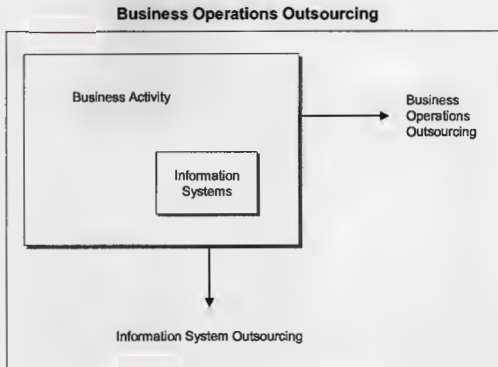 Business Operations Outsourcing
Business Activity
Information
Systems
Business
Operations
Outsourcing
Information System Outsourcing